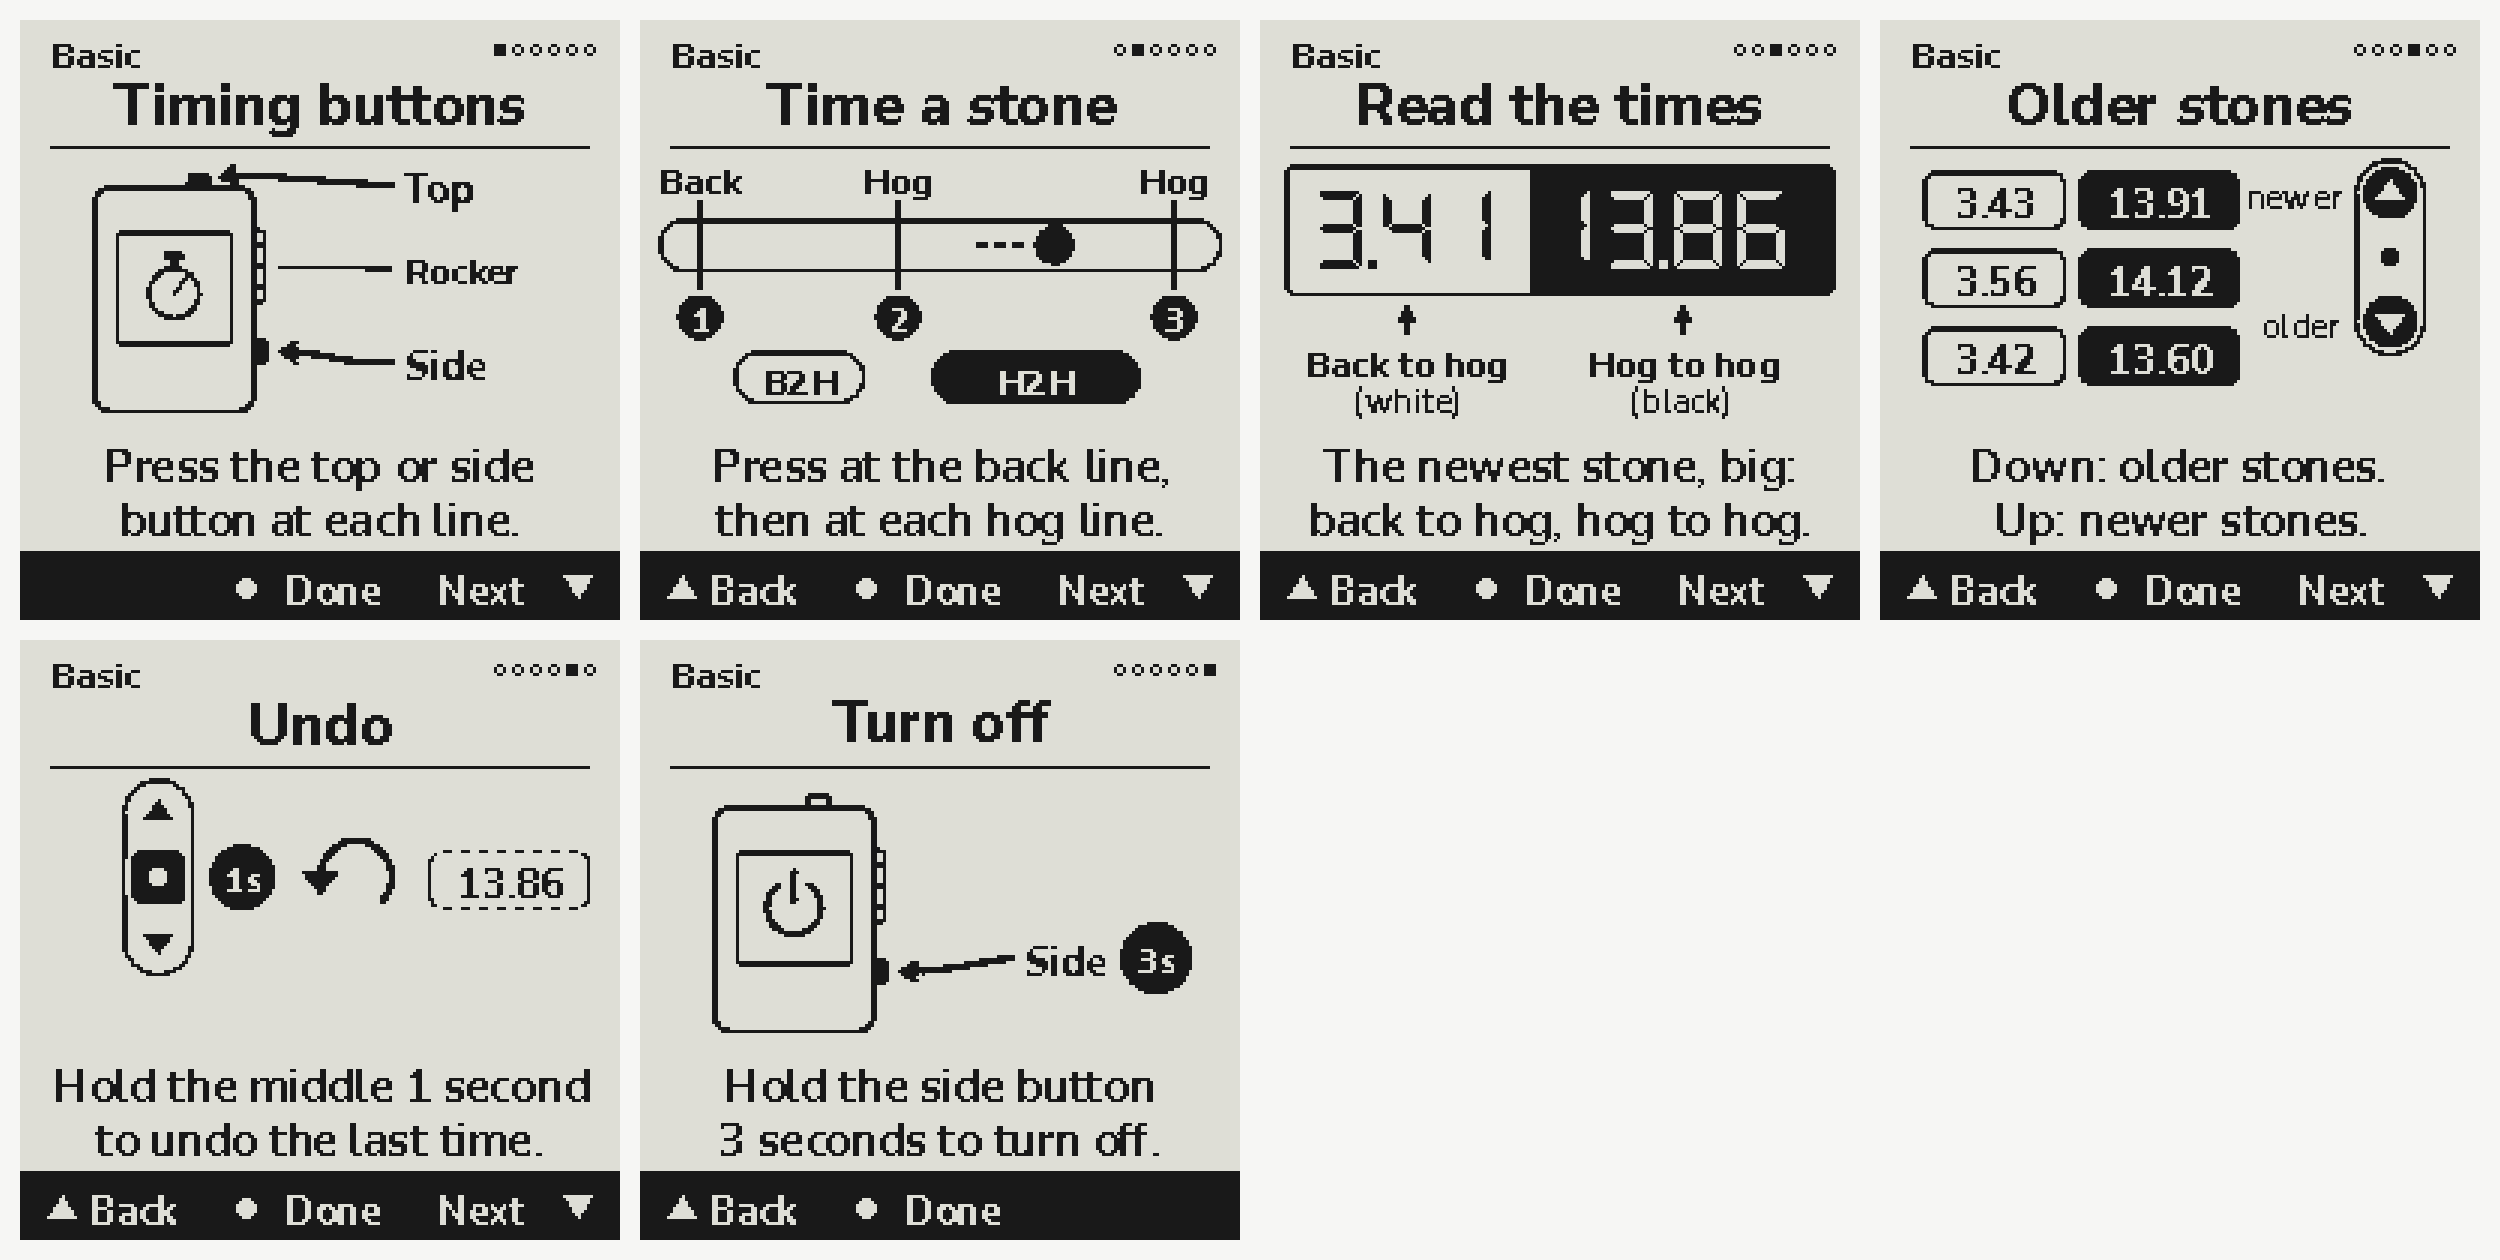 Basic
Timing buttons
Top
Rocker
Side
Press the top or side
button at each line.
Done Next
Basic
Time a stone
Back Hog Hog
1 2 3
B2H H2H
Press at the back line,
then at each hog line.
Back Done Next
Basic
Read the times
3.41 13.86
Back to hog Hog to hog
(white) (black)
The newest stone, big:
back to hog, hog to hog.
Back Done Next
Basic
Older stones
3.43 13.91 newer
3.56 14.12
older
3.42 13.60
Down: older stones.
Up: newer stones.
Back Done Next
Basic
Undo
1s 13.86
Hold the middle 1 second
to undo the last time.
Back Done Next
Basic
Turn off
Side 3s
Hold the side button
3 seconds to turn off.
Back Done